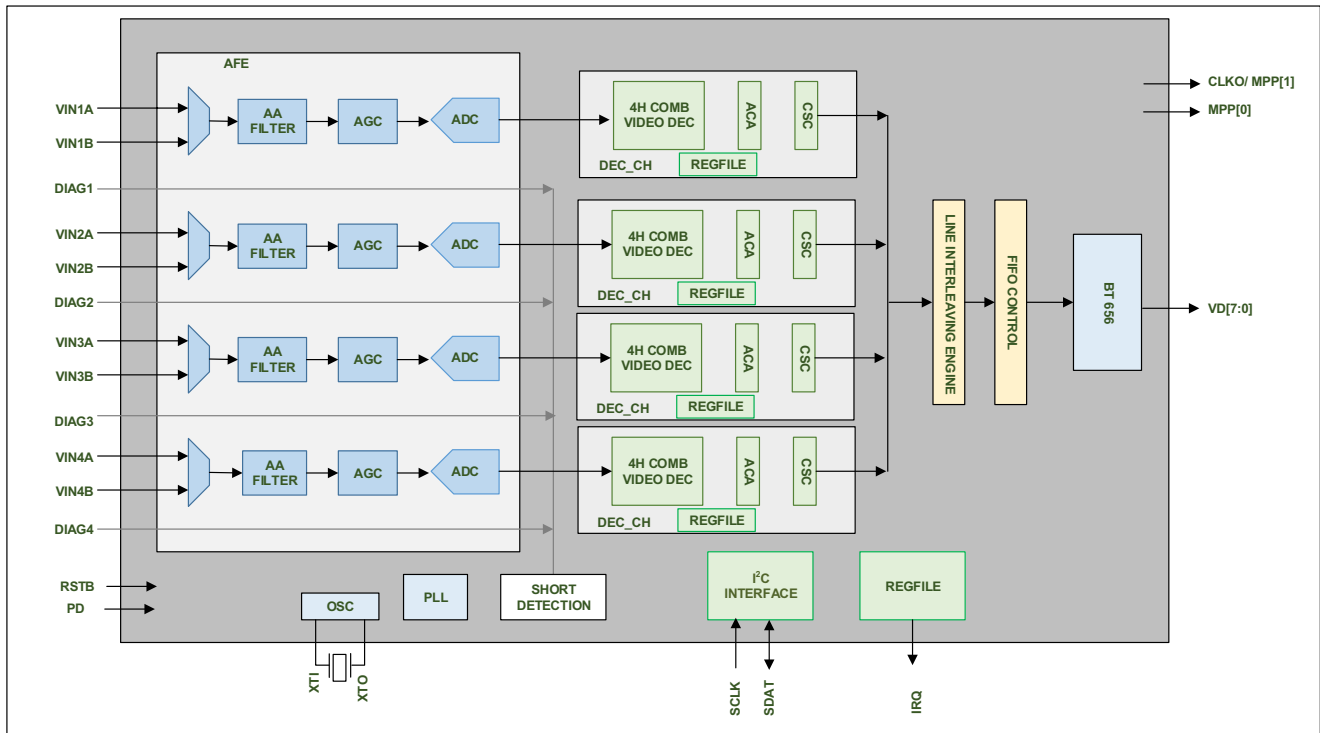 AFE
VIN1A
VIN1B
AA
FILTER
AGC
ADC
4H COMB
VIDEO DEC
ACA
CSC
DEC_CH
REGFILE
CLKO/ MPP[1]
MPP[0]
DIAG1
VIN2A
VIN2B
AA
FILTER
AGC
ADC
4H COMB
VIDEO DEC
ACA
CSC
DEC_CH
REGFILE
DIAG2
VIN3A
VIN3B
AA
FILTER
AGC
ADC
4H COMB
VIDEO DEC
ACA
CSC
DEC_CH
REGFILE
DIAG3
VIN4A
VIN4B
AA
FILTER
AGC
ADC
4H COMB
VIDEO DEC
ACA
CSC
DEC_CH
REGFILE
DIAG4
LINE INTERLEAVING ENGINE
FIFO CONTROL
BT 656
VD[7:0]
RSTB
PD
OSC
PLL
SHORT
DETECTION
I²C
INTERFACE
REGFILE
XTI
XTO
SCLK
SDAT
IRQ